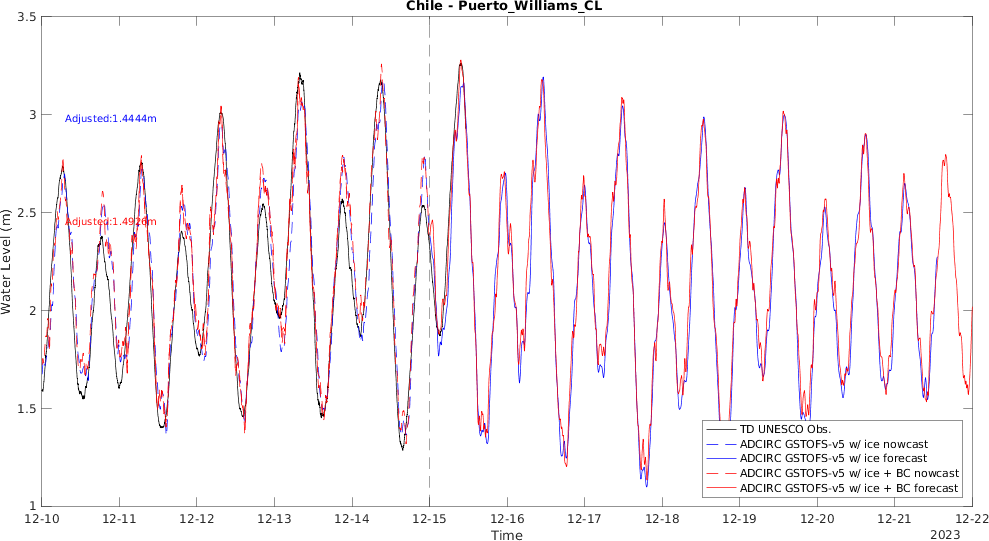 Chile - Puerto_Williams_CL
3.5
3
2.5
2
1.5
1
Water Level (m)
Adjusted:1.4444m
Adjusted:1.4926m
TD UNESCO Obs.
ADCIRC GSTOFS-v5 w/ ice nowcast
ADCIRC GSTOFS-v5 w/ ice forecast
ADCIRC GSTOFS-v5 w/ ice + BC nowcast
ADCIRC GSTOFS-v5 w/ ice + BC forecast
12-10 12-11 12-12 12-13 12-14 12-15 12-16 12-17 12-18 12-19 12-20 12-21 12-22
Time
2023